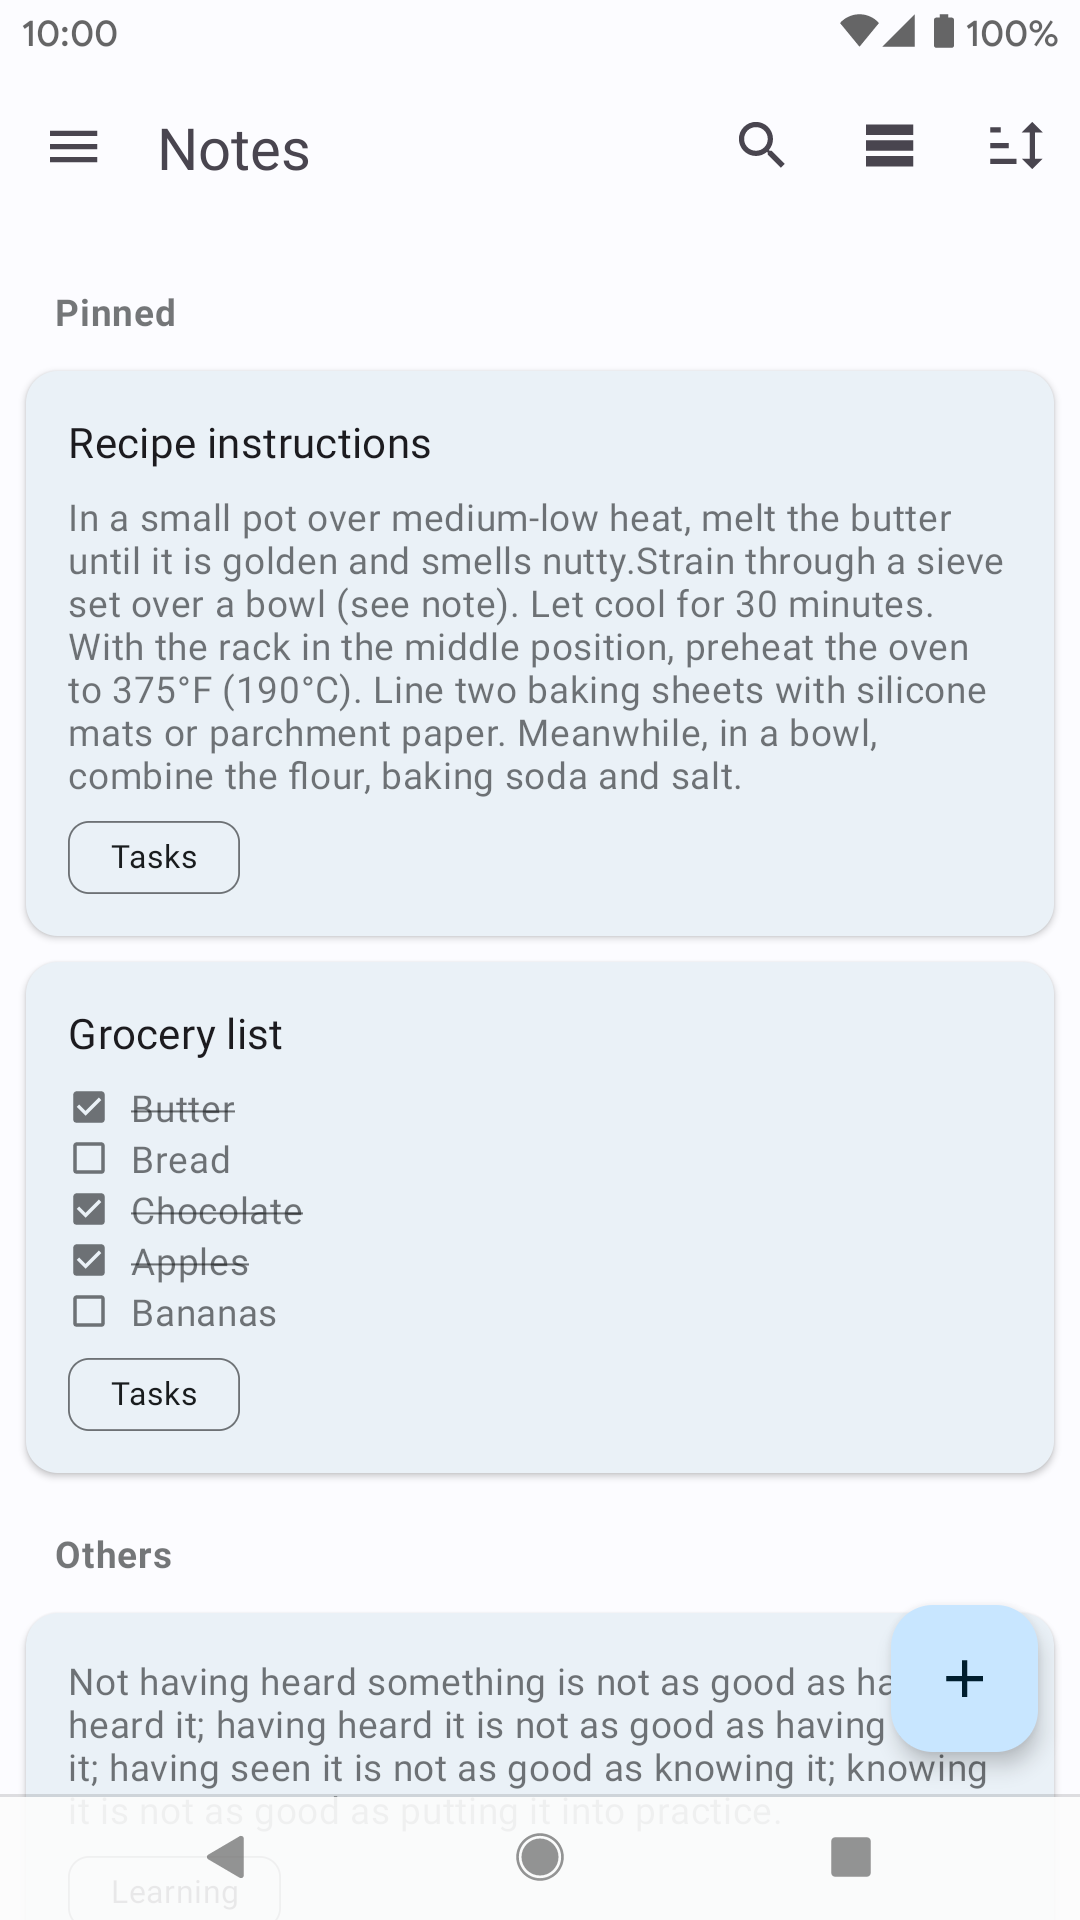 10:00
100%
Notes
Pinned
Recipe instructions
In a small pot over medium-low heat, melt the butter
until it is golden and smells nutty.Strain through a sieve
set over a bowl (see note). Let cool for 30 minutes.
With the rack in the middle position, preheat the oven
to 375°F (190°C). Line two baking sheets with silicone
mats or parchment paper. Meanwhile, in a bowl,
combine the flour, baking soda and salt.
Tasks
Grocery list
Butter
Bread
Chocolate
Apples
Bananas
Tasks
Others
Not having heard something is not as good as
heard it; having heard it is not as good as having
it; having seen it is not as good as knowing it; knowing
it is not as good as putting it into practice.
Learning